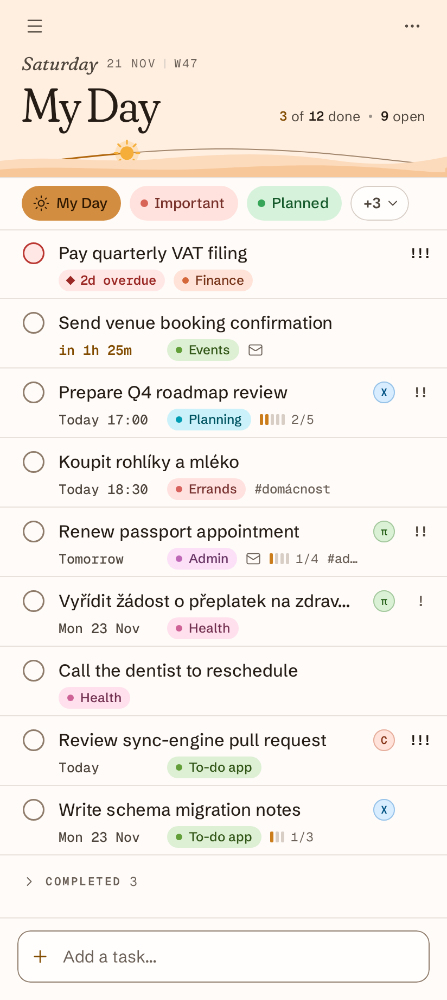 Saturday 21 NOV | W47
My Day
3 of 12 done • 9 open
My Day Important Planned +3
Pay quarterly VAT filing !!!
2d overdue Finance
Send venue booking confirmation
in 1h 25m Events
Prepare Q4 roadmap review X !!
Today 17:00 Planning 2/5
Koupit rohlíky a mléko
Today 18:30 Errands #domácnost
Renew passport appointment π !!
Tomorrow Admin 1/4 #ad…
Vyřídit žádost o přeplatek na zdrav… π !
Mon 23 Nov Health
Call the dentist to reschedule
Health
Review sync-engine pull request C !!!
Today To-do app
Write schema migration notes X
Mon 23 Nov To-do app 1/3
COMPLETED 3
+ Add a task…